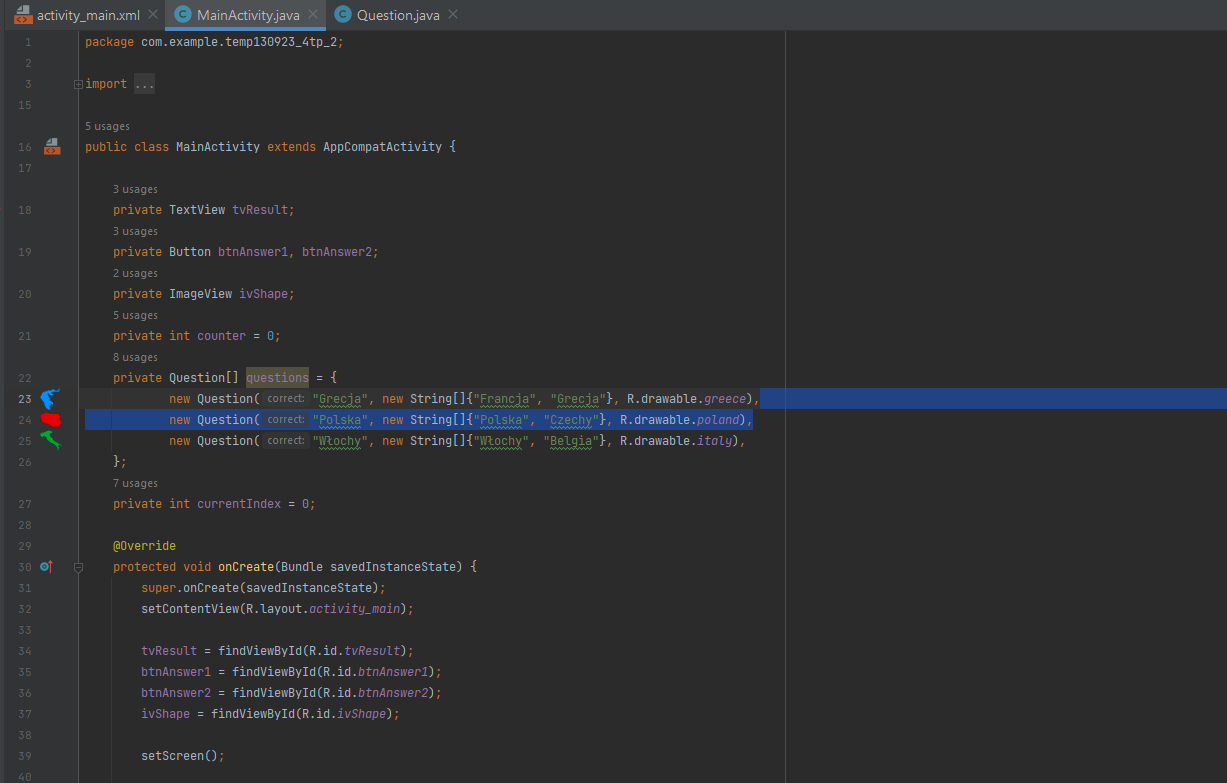 activity_main.xml MainActivity.java Question.java
1 package com.example.temp130923_4tp_2;
2
3 import ...
15
5 usages
16 public class MainActivity extends AppCompatActivity {
17
3 usages
18 private TextView tvResult;
3 usages
19 private Button btnAnswer1, btnAnswer2;
2 usages
20 private ImageView ivShape;
5 usages
21 private int counter = 0;
8 usages
22 private Question[] questions = {
23 new Question( correct: "Grecja", new String[]{"Francja", "Grecja"}, R.drawable.greece),
24 new Question( correct: "Polska", new String[]{"Polska", "Czechy"}, R.drawable.poland),
25 new Question( correct: "Włochy", new String[]{"Włochy", "Belgia"}, R.drawable.italy),
26 };
7 usages
27 private int currentIndex = 0;
28
29 @Override
30 protected void onCreate(Bundle savedInstanceState) {
31 super.onCreate(savedInstanceState);
32 setContentView(R.layout.activity_main);
33
34 tvResult = findViewById(R.id.tvResult);
35 btnAnswer1 = findViewById(R.id.btnAnswer1);
36 btnAnswer2 = findViewById(R.id.btnAnswer2);
37 ivShape = findViewById(R.id.ivShape);
38
39 setScreen();
40